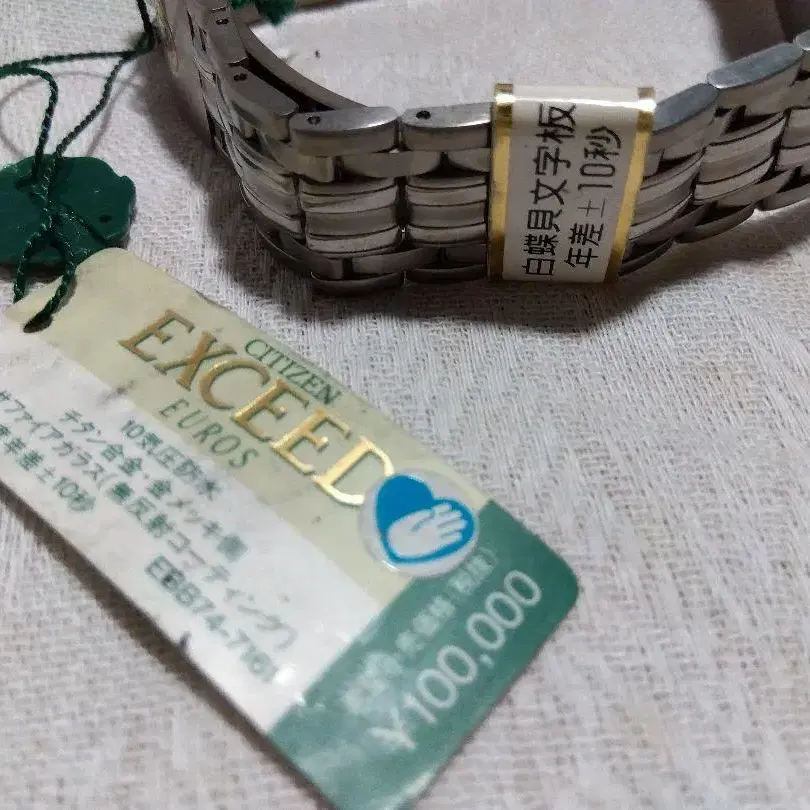 白蝶貝文字板
年差±10秒
CITIZEN
EXCEED
EUROS
10気圧防水
チタン合金・金メッキ側
サファイアガラス(無反射コーティング)
年差±10秒
¥100,000